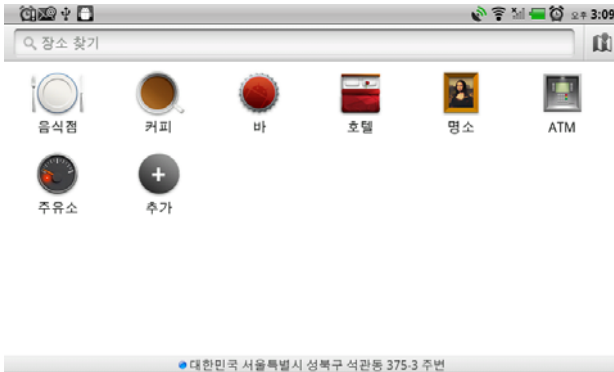 오후 3:09
장소 찾기
음식점 커피 바 호텔 명소 ATM
주유소 추가
대한민국 서울특별시 성북구 석관동 375-3 주변